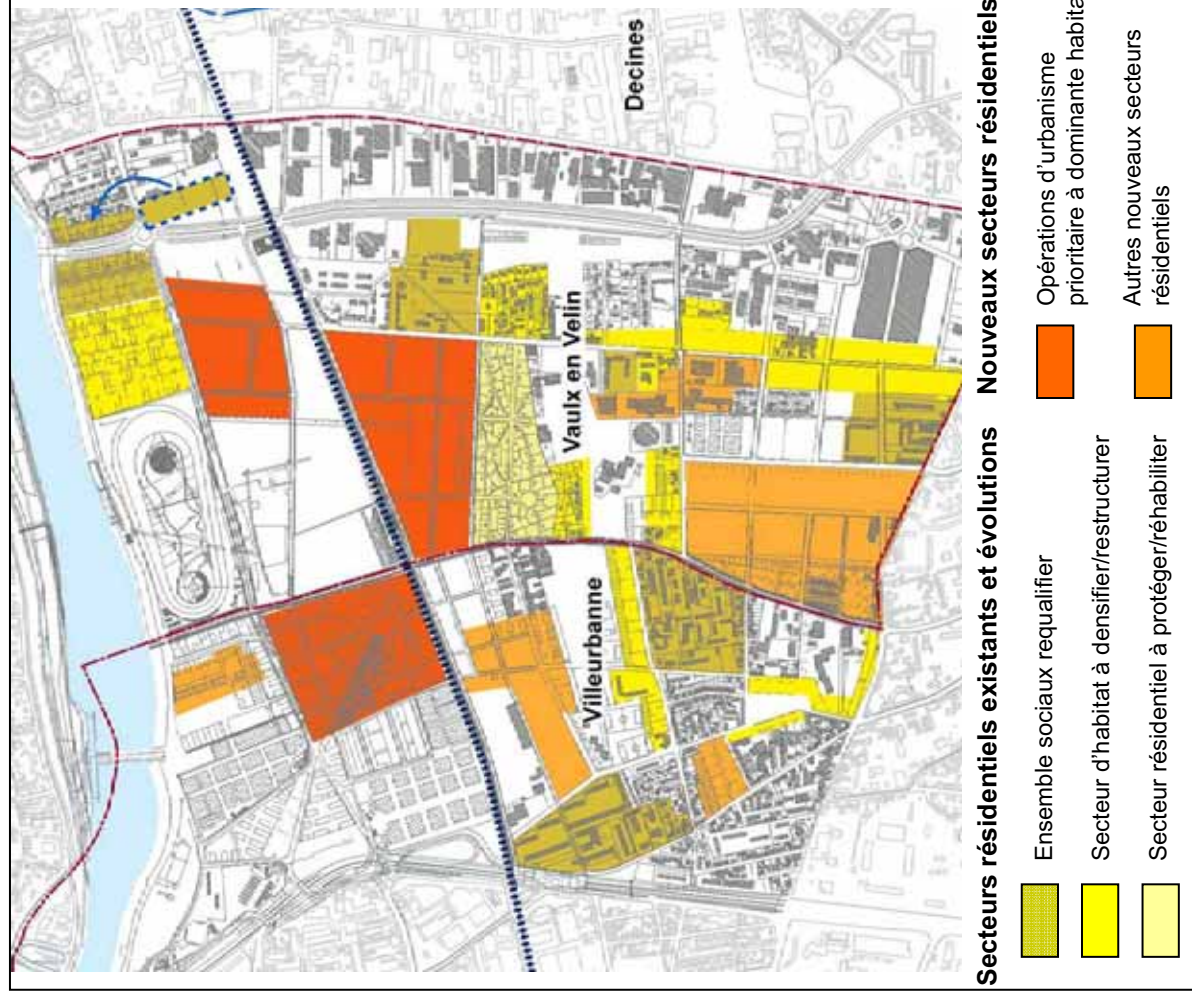 Decines
Vaulx en Velin
Villeurbanne
Secteurs résidentiels existants et évolutions
Ensemble sociaux requalifier
Secteur d'habitat à densifier/restructurer
Secteur résidentiel à protéger/réhabiliter
Nouveaux secteurs résidentiels
Opérations d'urbanisme
prioritaire à dominante habita
Autres nouveaux secteurs
résidentiels